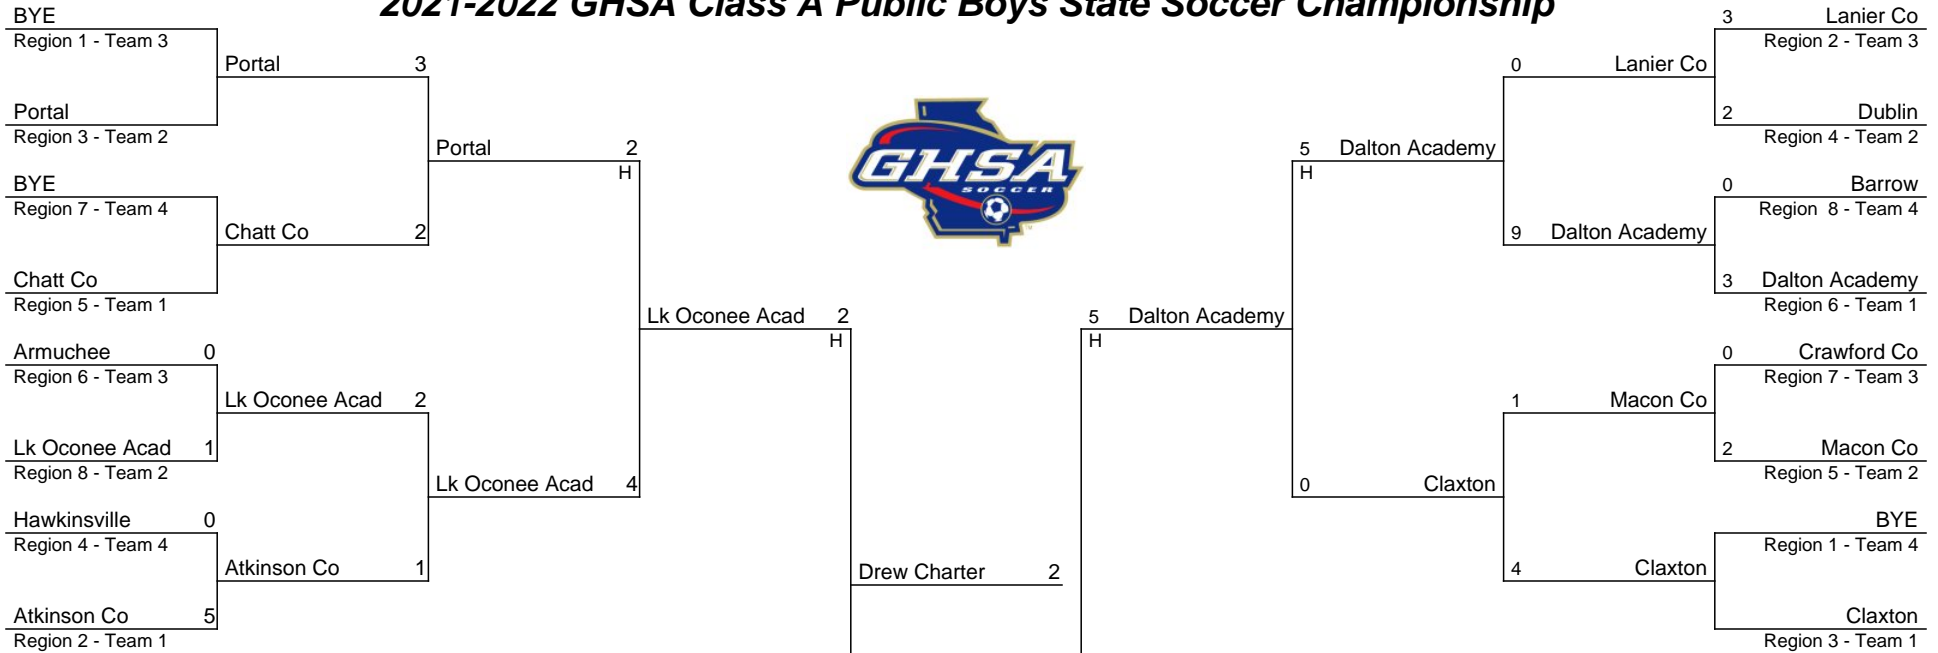 2021-2022 GHSA Class A Public Boys State Soccer Championship
BYE
Region 1 - Team 3
Portal
Region 3 - Team 2
BYE
Region 7 - Team 4
Chatt Co
Region 5 - Team 1
Armuchee 0
Region 6 - Team 3
Lk Oconee Acad 1
Region 8 - Team 2
Hawkinsville 0
Region 4 - Team 4
Atkinson Co 5
Region 2 - Team 1
Portal 3
Chatt Co 2
Lk Oconee Acad 2
Atkinson Co 1
Portal 2
H
Lk Oconee Acad 4
Lk Oconee Acad 2
H
GHSA
SOCCER
Drew Charter 2
5 Dalton Academy
H
5 Dalton Academy
H
0 Claxton
0 Lanier Co
9 Dalton Academy
1 Macon Co
4 Claxton
3 Lanier Co
Region 2 - Team 3
2 Dublin
Region 4 - Team 2
0 Barrow
Region 8 - Team 4
3 Dalton Academy
Region 6 - Team 1
0 Crawford Co
Region 7 - Team 3
2 Macon Co
Region 5 - Team 2
BYE
Region 1 - Team 4
Claxton
Region 3 - Team 1